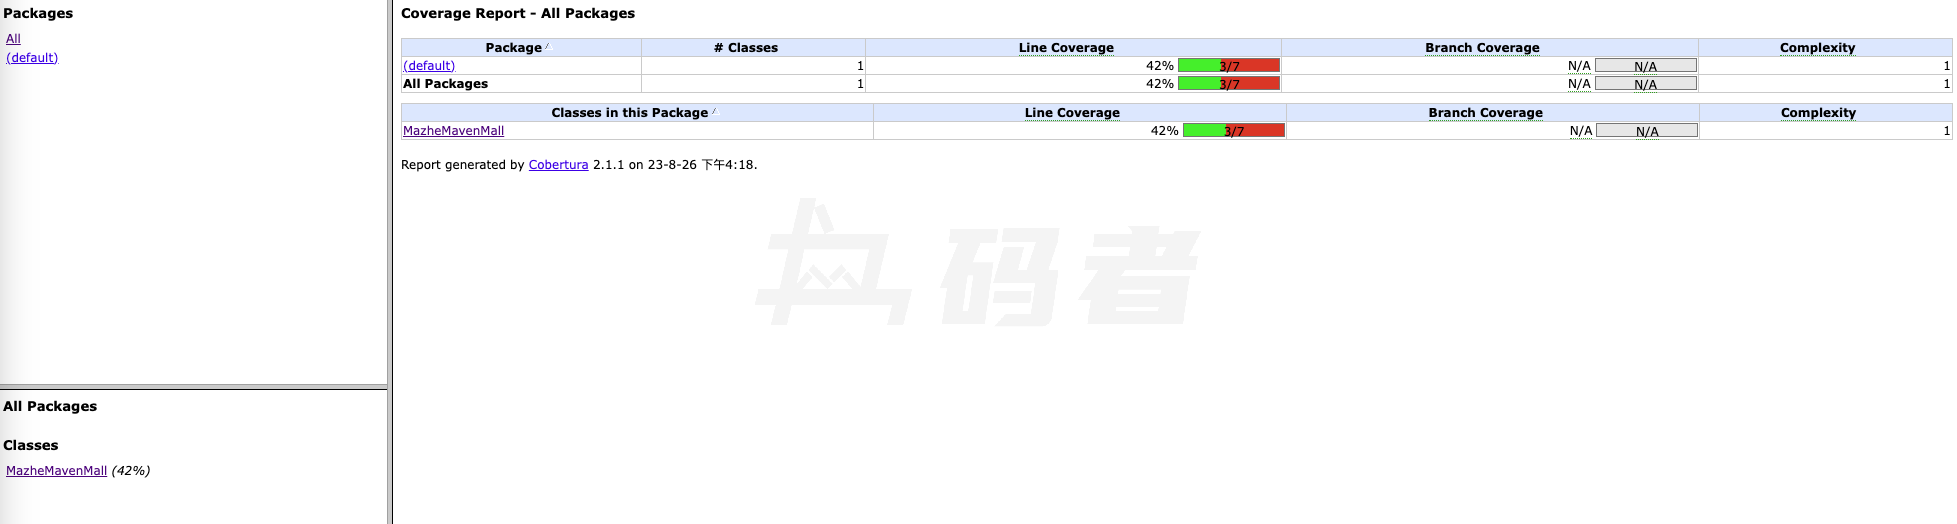 Packages
All
(default)
All Packages
Classes
MazheMavenMall (42%)
Coverage Report - All Packages
Package # Classes Line Coverage Branch Coverage Complexity
(default) 1 42% 3/7 N/A N/A 1
All Packages 1 42% 3/7 N/A N/A 1
Classes in this Package Line Coverage Branch Coverage Complexity
MazheMavenMall 42% 3/7 N/A N/A 1
Report generated by Cobertura 2.1.1 on 23-8-26 下午4:18.
码者